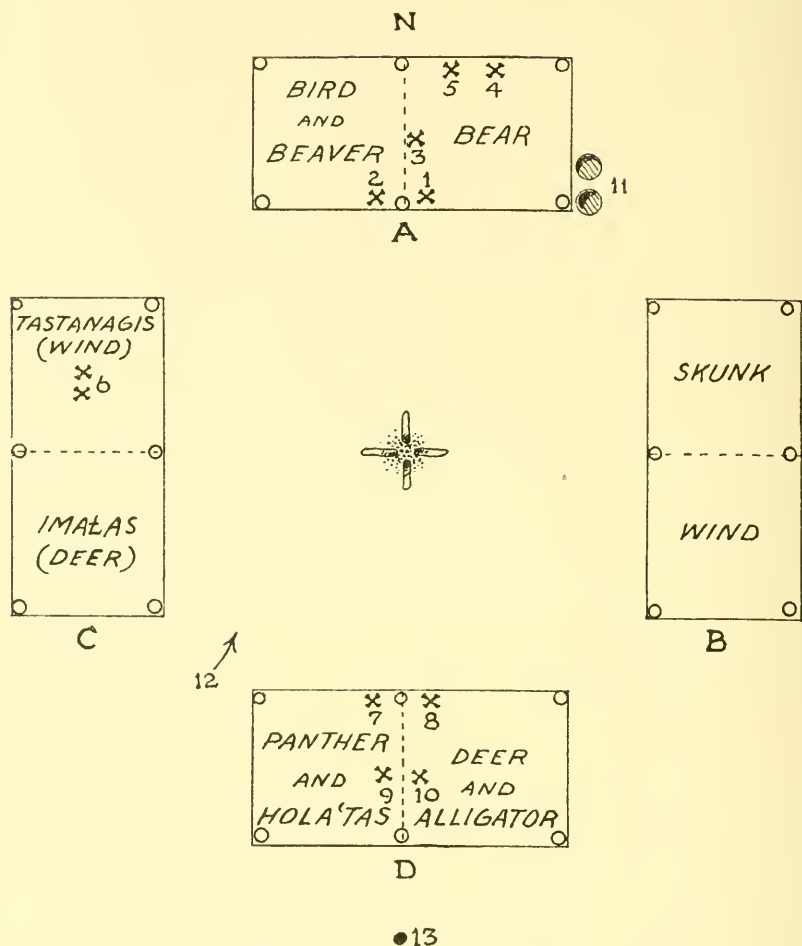 N
BIRD
AND
BEAVER
BEAR
5 4
3
2 1
11
A
TASTANAGIS
(WIND)
6
IMAŁAS
(DEER)
C
SKUNK
WIND
B
12
7 8
PANTHER
AND
HOLA'TAS
9 10
DEER
AND
ALLIGATOR
D
13